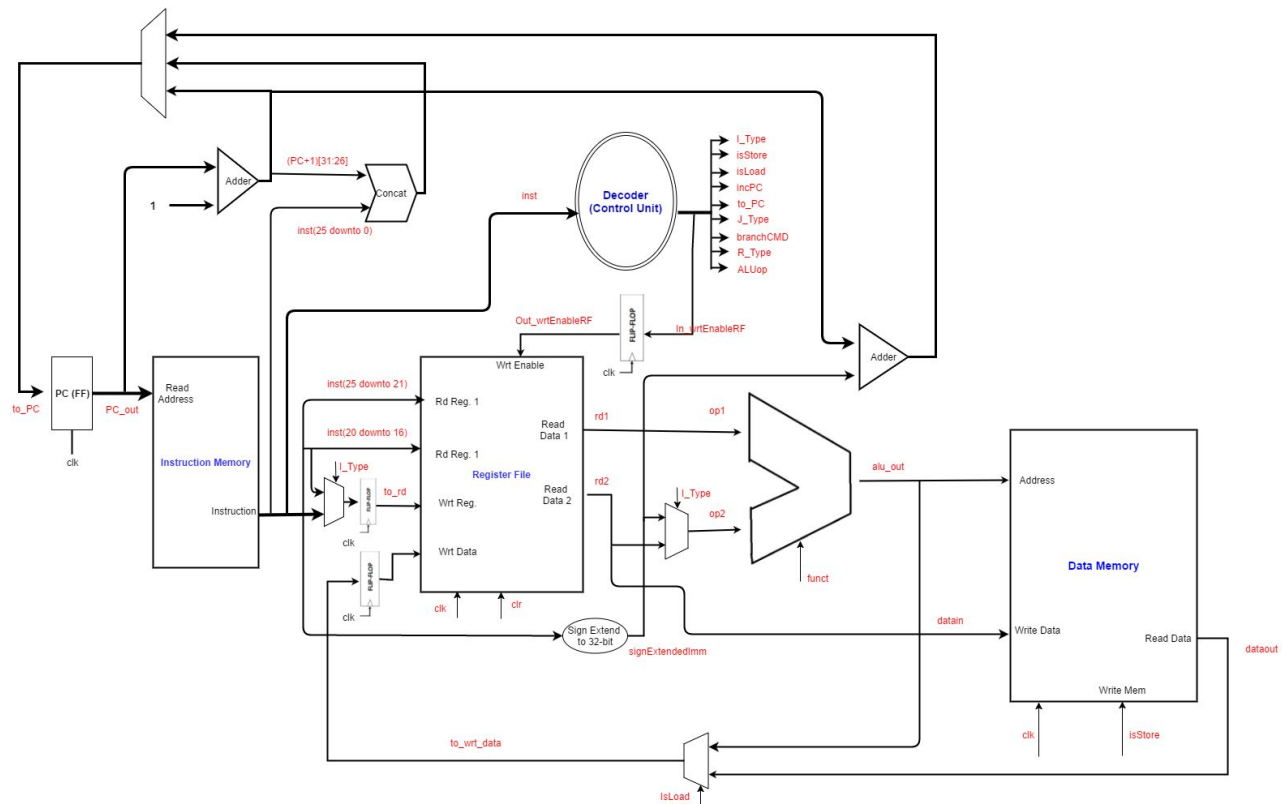 I_Type
isStore
isLoad
incPC
to_PC
J_Type
branchCMD
R_Type
ALUop
Decoder
(Control Unit)
inst
(PC+1)[31:26]
Adder
Concat
1
inst(25 downto 0)
Out_wrtEnableRF
FLIP-FLOP
In_wrtEnableRF
clk
Adder
Wrt Enable
PC (FF)
to_PC
PC_out
clk
Read
Address
Instruction Memory
Instruction
inst(25 downto 21)
Rd Reg. 1
inst(20 downto 16)
Rd Reg. 1
Read
Data 1
rd1
op1
Register File
I_Type
to_rd
FLIP-FLOP
Wrt Reg.
clk
Read
Data 2
rd2
I_Type
op2
alu_out
Address
Wrt Data
FLIP-FLOP
clk
clk
clr
funct
Data Memory
Sign Extend
to 32-bit
signExtendedImm
datain
Write Data
Read Data
dataout
Write Mem
clk
isStore
to_wrt_data
IsLoad